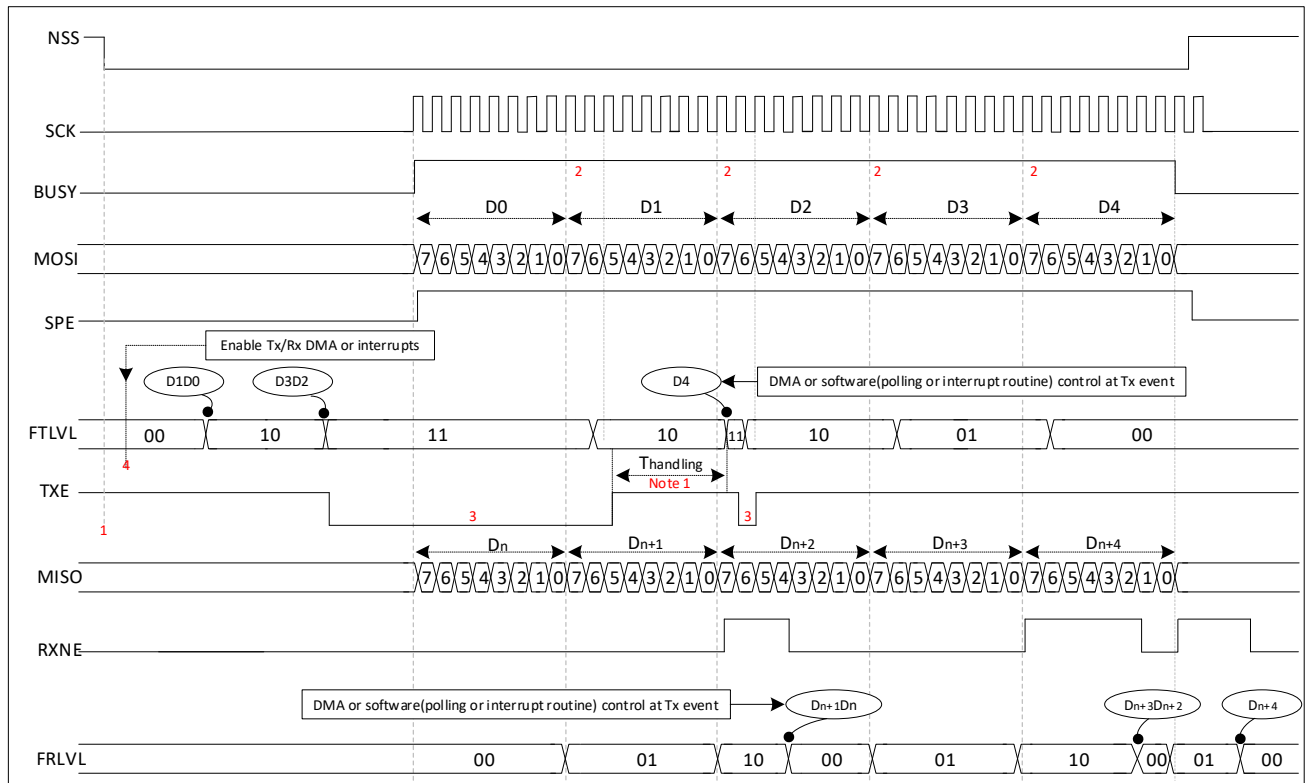 NSS
SCK
BUSY
2 2 2 2
D0 D1 D2 D3 D4
MOSI 7 6 5 4 3 2 1 0 7 6 5 4 3 2 1 0 7 6 5 4 3 2 1 0 7 6 5 4 3 2 1 0 7 6 5 4 3 2 1 0
SPE
Enable Tx/Rx DMA or interrupts
D1D0 D3D2 D4 DMA or software(polling or interrupt routine) control at Tx event
FTLVL 00 10 11 10 11 10 01 00
4
Thandling
Note 1
TXE
1 3 3
Dn Dn+1 Dn+2 Dn+3 Dn+4
MISO 7 6 5 4 3 2 1 0 7 6 5 4 3 2 1 0 7 6 5 4 3 2 1 0 7 6 5 4 3 2 1 0 7 6 5 4 3 2 1 0
RXNE
DMA or software(polling or interrupt routine) control at Tx event Dn+1Dn Dn+3Dn+2 Dn+4
FRLVL 00 01 10 00 01 10 00 01 00